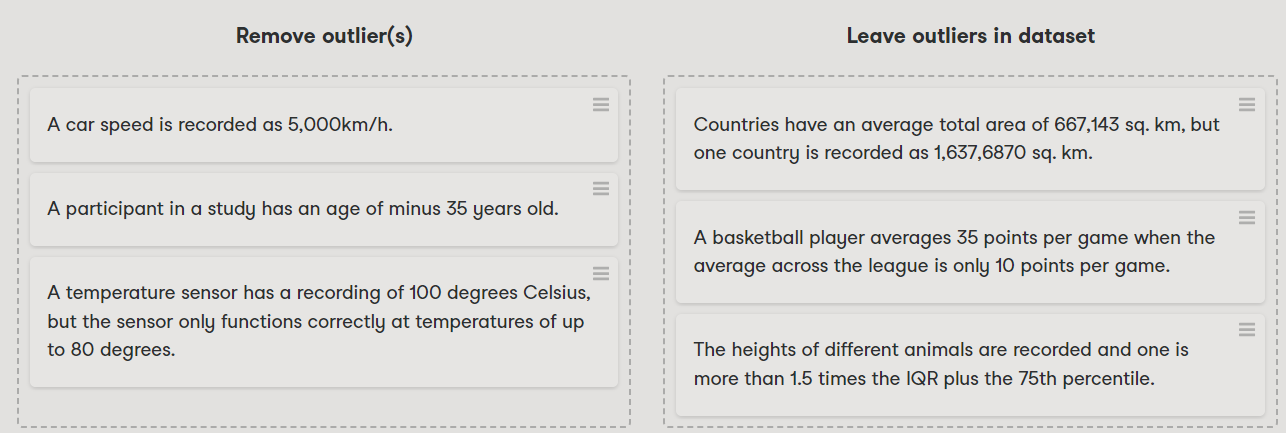 Remove outlier(s)
A car speed is recorded as 5,000km/h.
A participant in a study has an age of minus 35 years old.
A temperature sensor has a recording of 100 degrees Celsius,
but the sensor only functions correctly at temperatures of up
to 80 degrees.
Leave outliers in dataset
Countries have an average total area of 667,143 sq. km, but
one country is recorded as 1,637,6870 sq. km.
A basketball player averages 35 points per game when the
average across the league is only 10 points per game.
The heights of different animals are recorded and one is
more than 1.5 times the IQR plus the 75th percentile.